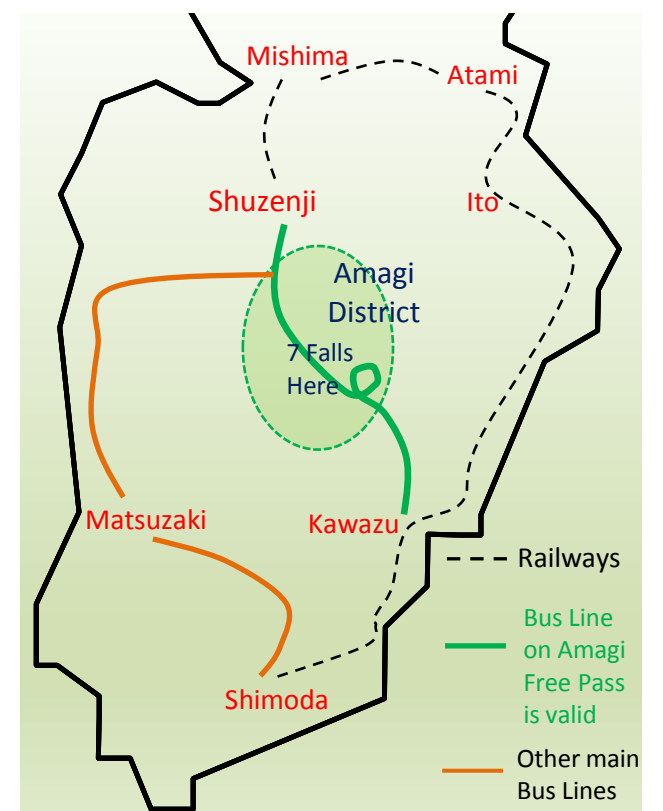 Mishima
Atami
Shuzenji
Ito
Amagi
District
7 Falls
Here
Matsuzaki
Kawazu
Railways
Bus Line
on Amagi
Free Pass
is valid
Shimoda
Other main
Bus Lines